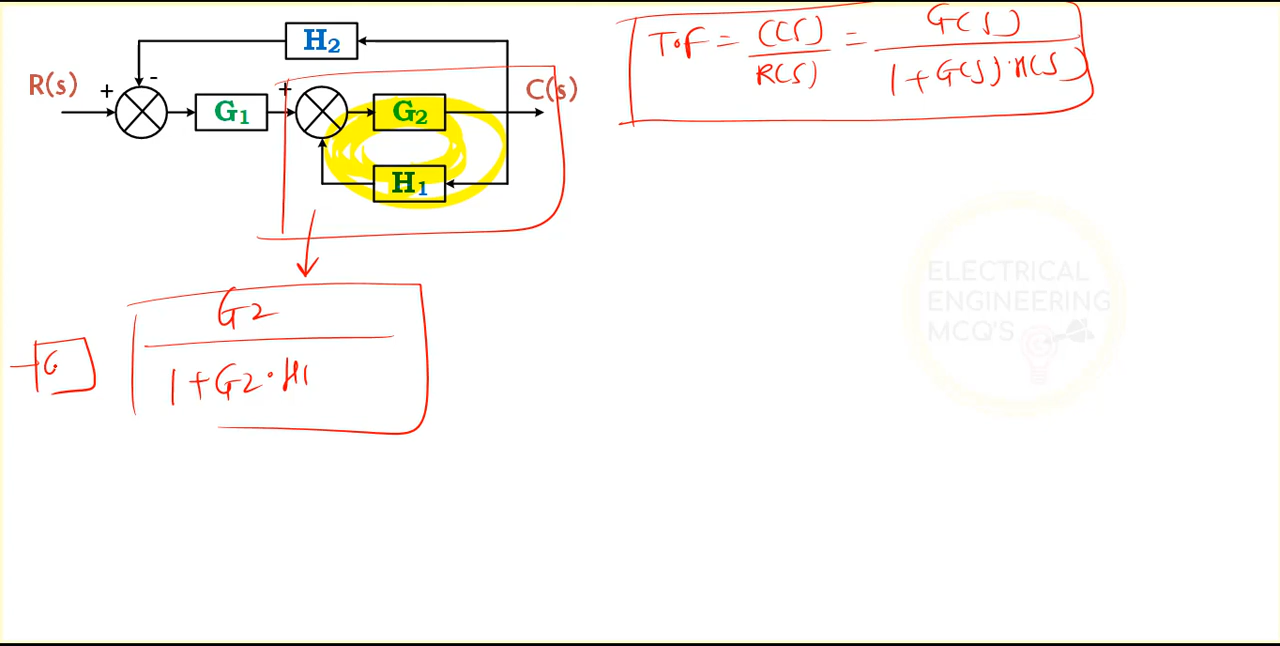 H₂
R(s) + - G₁ + G₂ C(s)
H₁
T.F = C(S) / R(S) = G(S) / 1 + G(S) · H(S)
ELECTRICAL
ENGINEERING
MCQ'S
G2
1 + G2 · H1
G